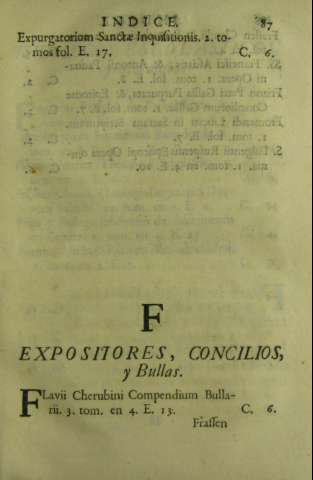 INDICE. 87
Expurgatorium Sanctæ Inquisitionis. 2. to-
mos fol. E. 17. C. 6.
F
EXPOSITORES, CONCILIOS,
y Bullas.
FLavii Cherubini Compendium Bulla-
rii. 3. tom. en 4. E. 13. C. 6.
Frassen